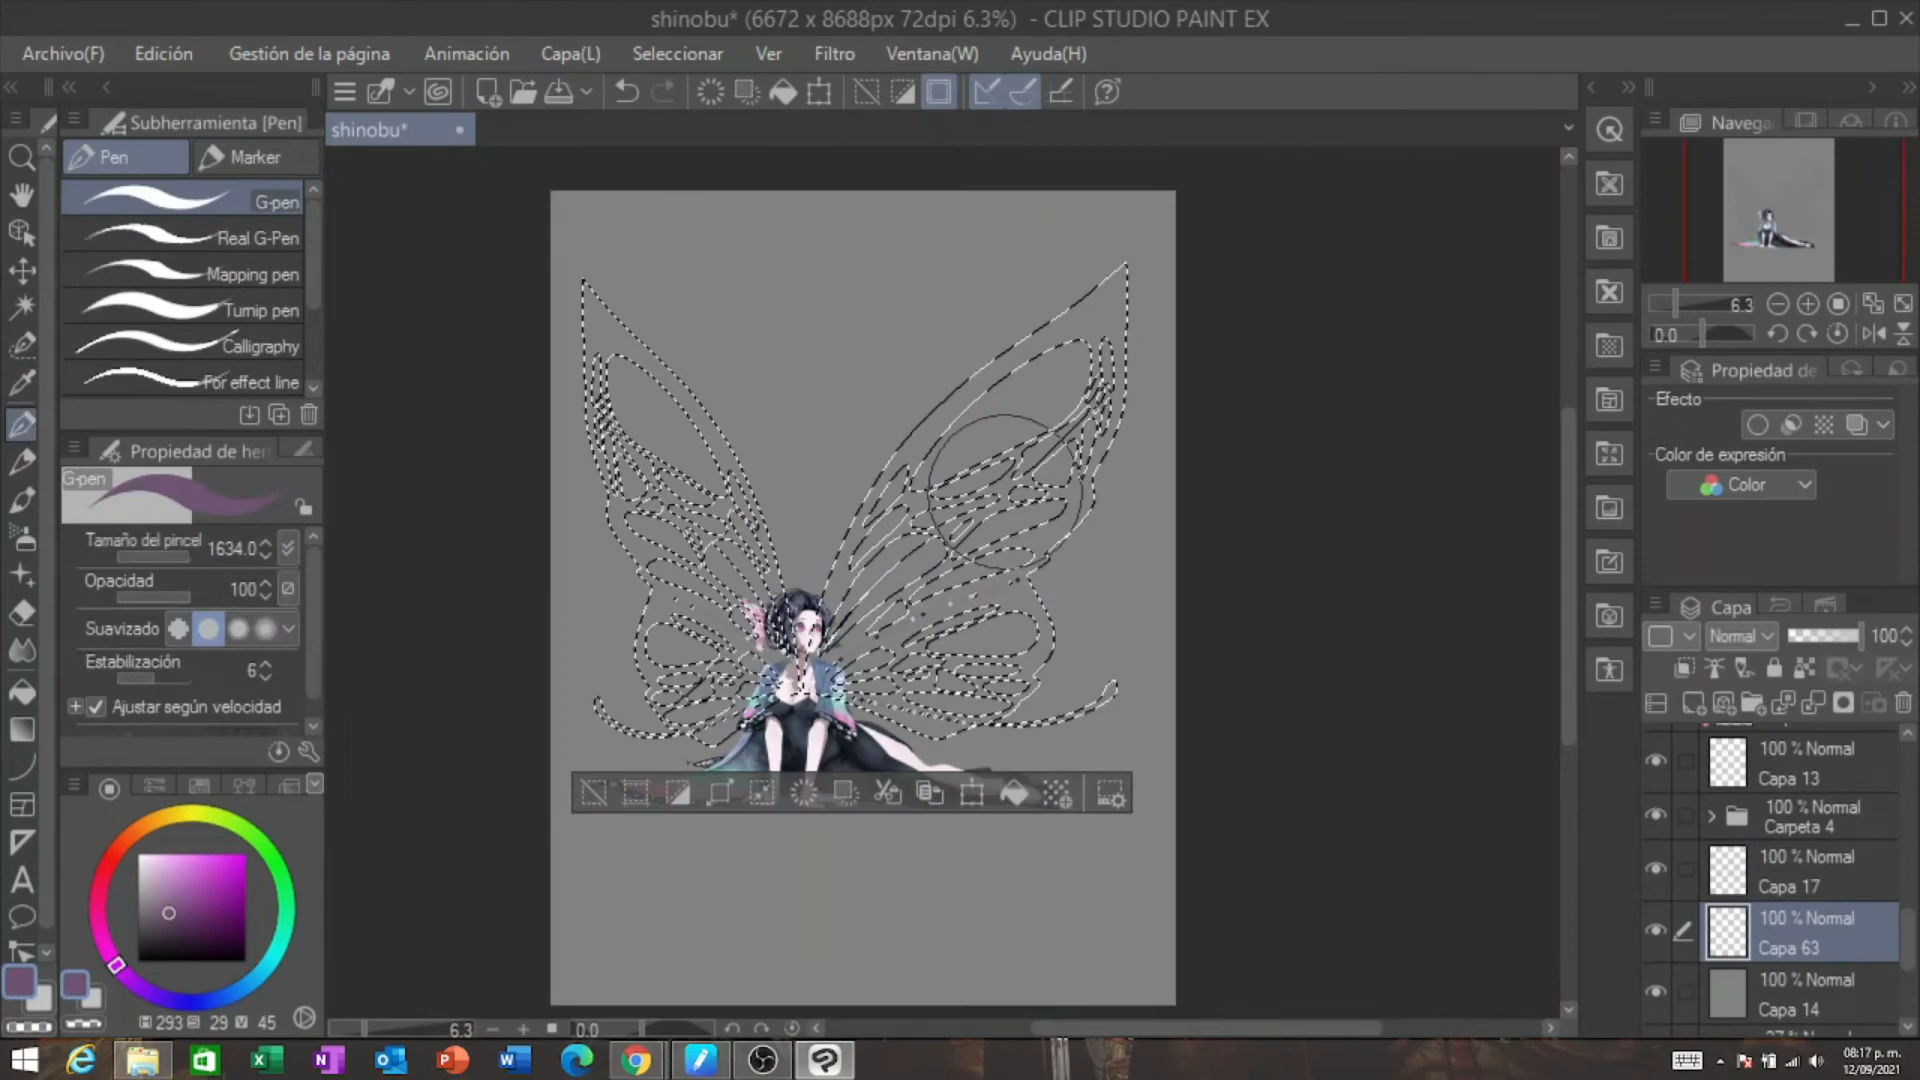 shinobu* (6672 x 8688px 72dpi 6.3%) - CLIP STUDIO PAINT EX
Archivo(F) Edición Gestión de la página Animación Capa(L) Seleccionar Ver Filtro Ventana(W) Ayuda(H)
Subherramienta [Pen]
shinobu*
Pen Marker
G-pen
Real G-Pen
Mapping pen
Turnip pen
Calligraphy
For effect line
Propiedad de her
G-pen
Tamaño del pincel 1634.0
Opacidad 100
Suavizado
Estabilización 6
Ajustar según velocidad
H 293 S 29 V 45
6.3 0.0
Navega
6.3
0.0
Propiedad de
Efecto
Color de expresión
Color
Capa
Normal 100
100 % Normal
Capa 13
100 % Normal
Carpeta 4
100 % Normal
Capa 17
100 % Normal
Capa 63
100 % Normal
Capa 14
08:17 p. m.
12/09/2021